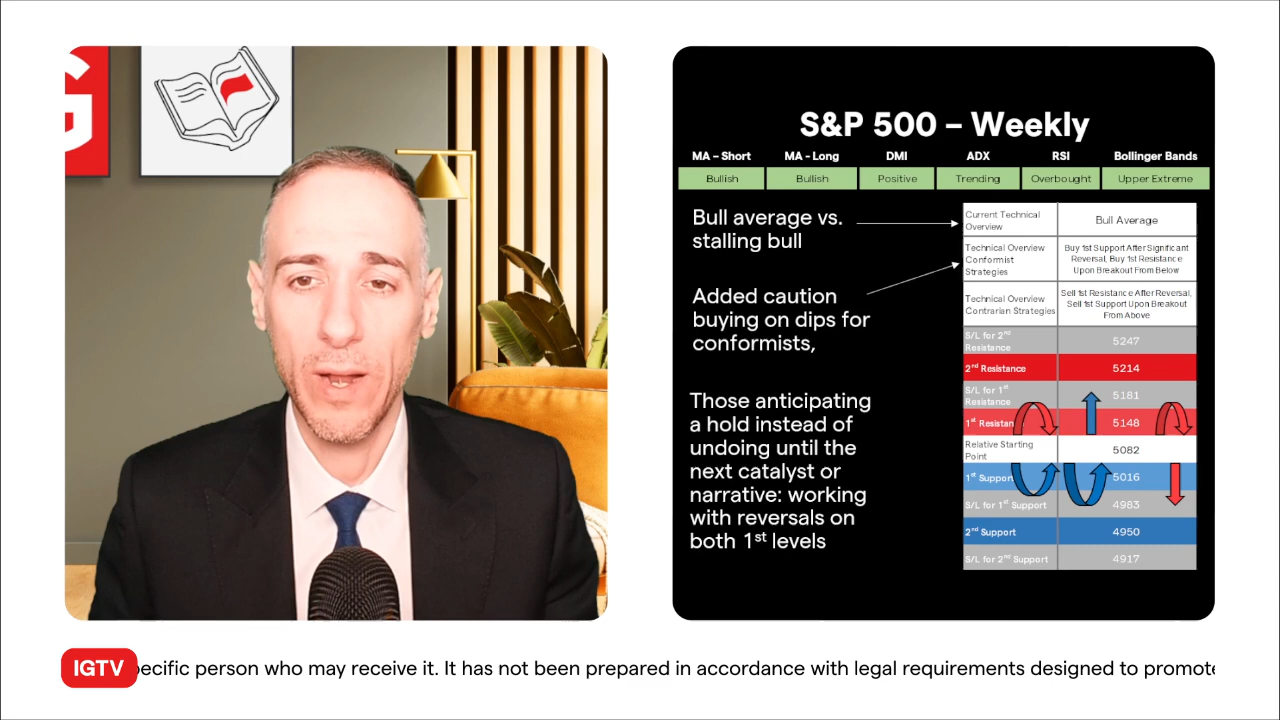 G
S&P 500 – Weekly
MA – Short MA - Long DMI ADX RSI Bollinger Bands
Bullish Bullish Positive Trending Overbought Upper Extreme
Bull average vs.
stalling bull
Added caution
buying on dips for
conformists,
Those anticipating
a hold instead of
undoing until the
next catalyst or
narrative: working
with reversals on
both 1st levels
Current Technical
Overview
Bull Average
Technical Overview
Conformist
Strategies
Buy 1st Support After Significant
Reversal, Buy 1st Resistance
Upon Breakout From Below
Technical Overview
Contrarian Strategies
Sell 1st Resistance After Reversal,
Sell 1st Support Upon Breakout
From Above
S/L for 2nd
Resistance
5247
2nd Resistance 5214
S/L for 1st
Resistance
5181
1st Resistan 5148
Relative Starting
Point
5082
1st Suppor 5016
S/L for 1st Support 4983
2nd Support 4950
S/L for 2nd Support 4917
IGTV pecific person who may receive it. It has not been prepared in accordance with legal requirements designed to promote